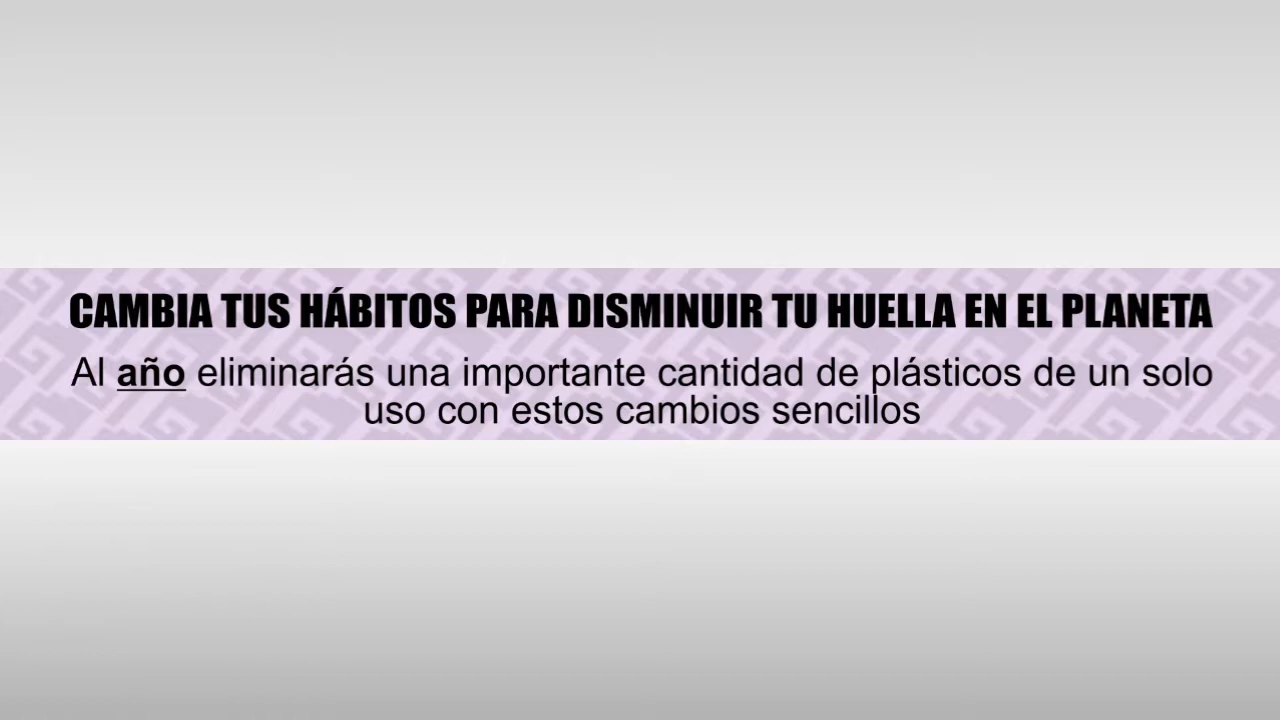 CAMBIA TUS HÁBITOS PARA DISMINUIR TU HUELLA EN EL PLANETA
Al año eliminarás una importante cantidad de plásticos de un solo
uso con estos cambios sencillos